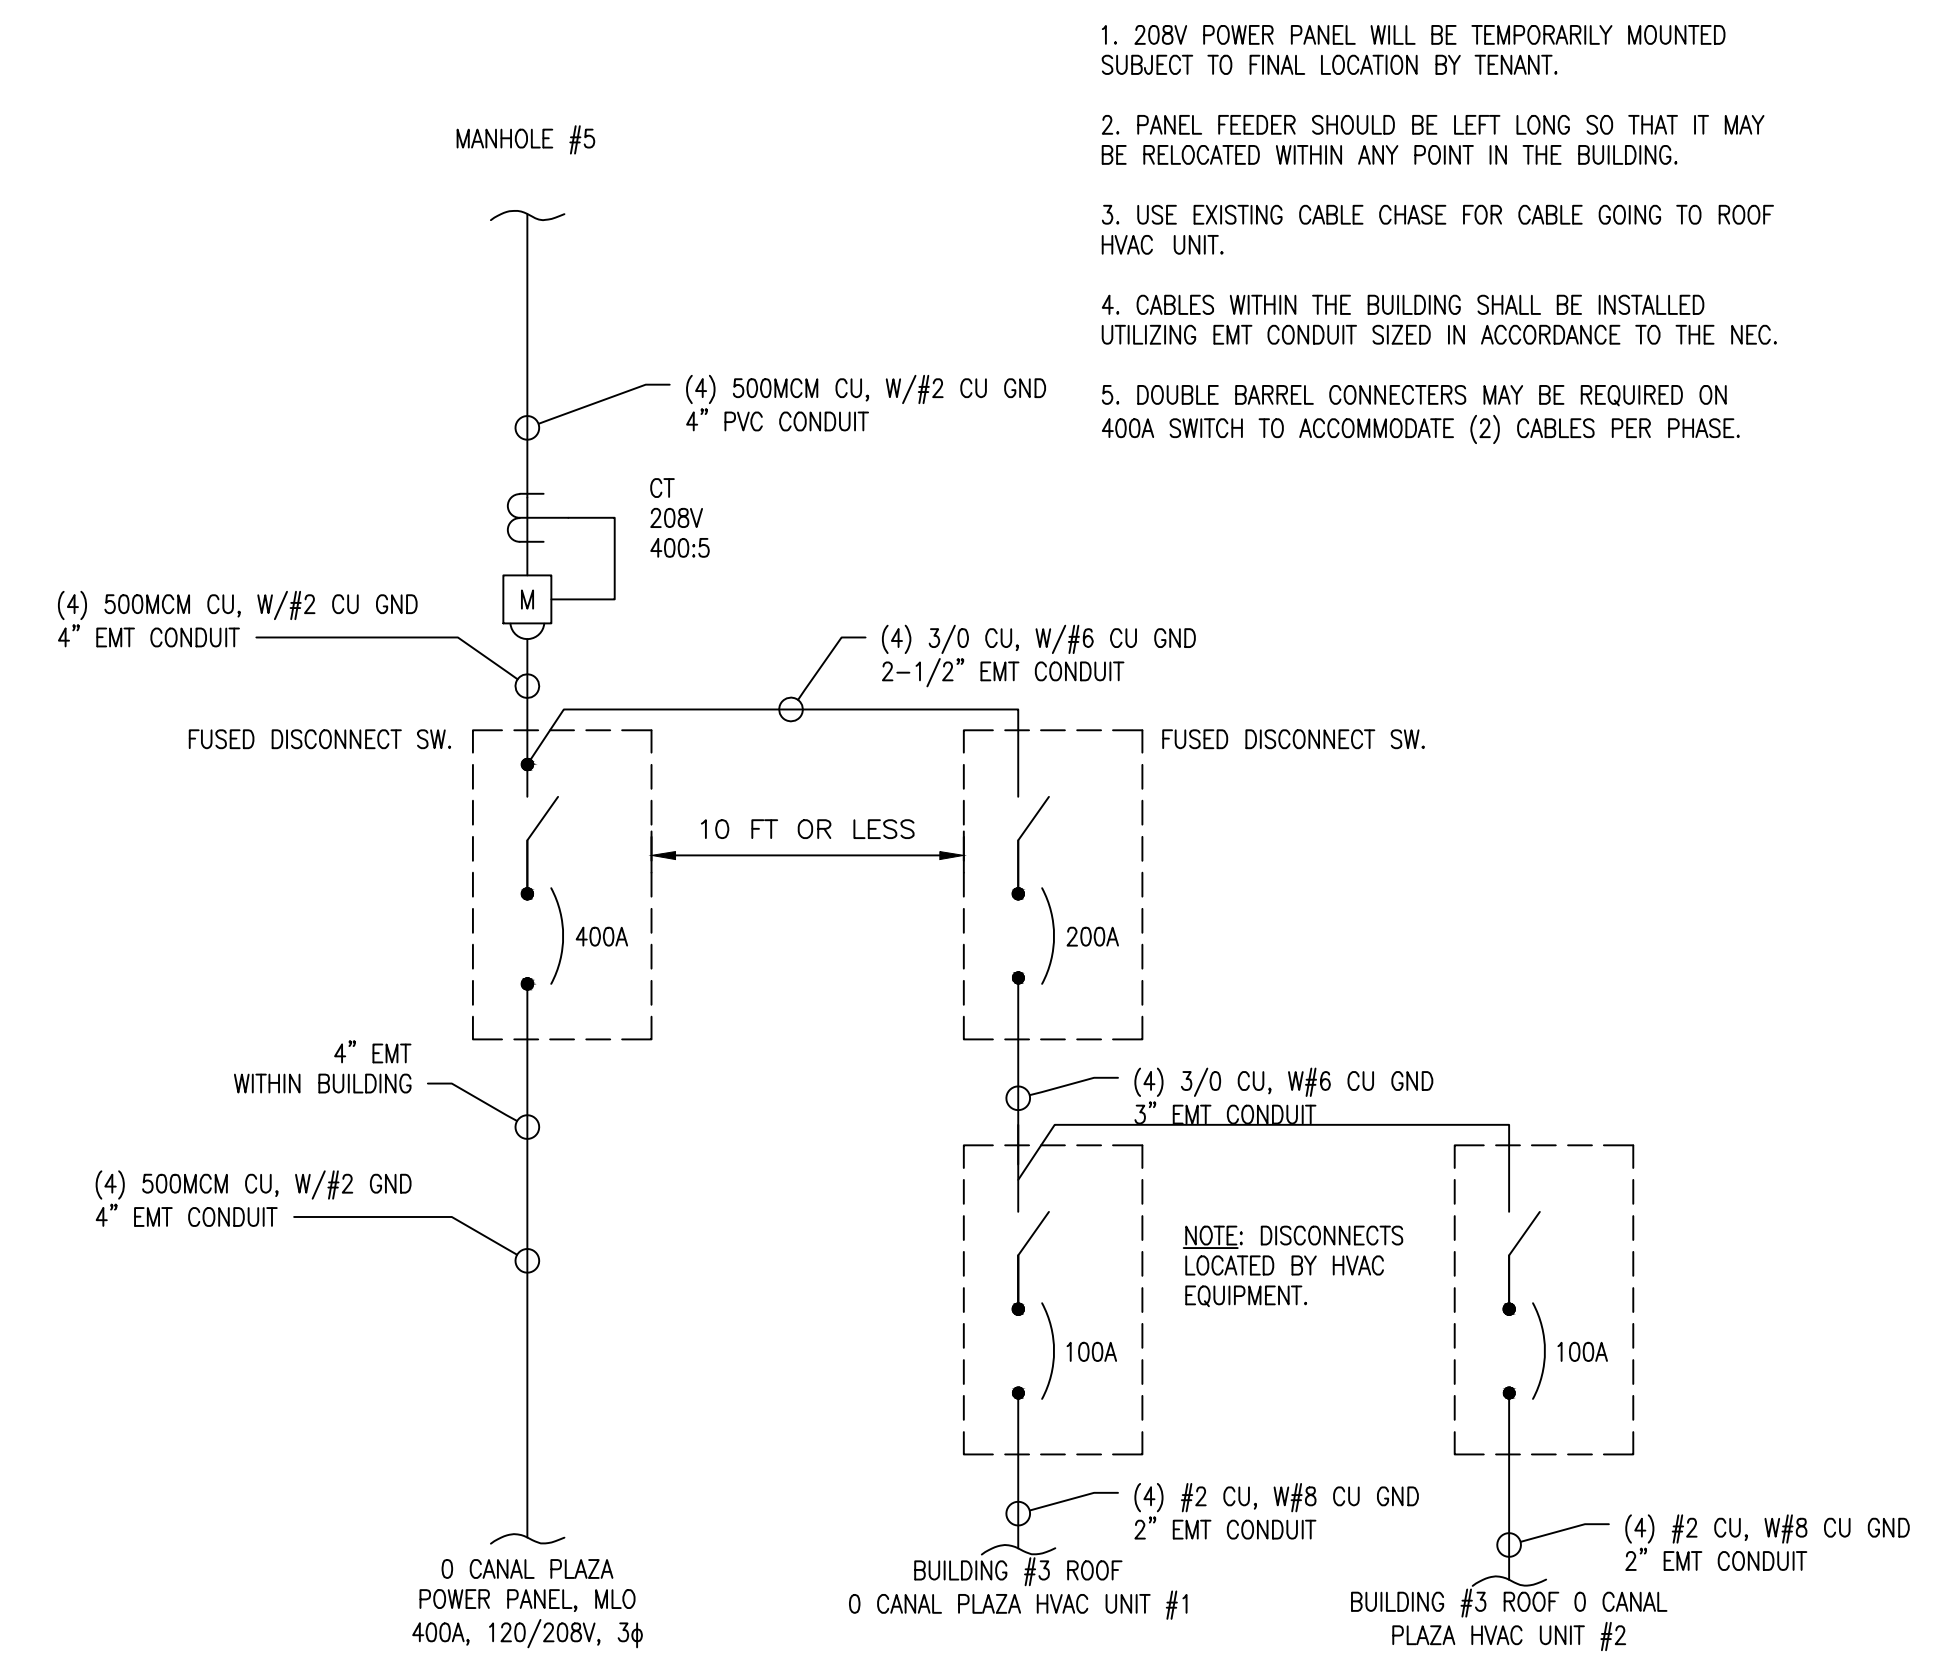 1. 208V POWER PANEL WILL BE TEMPORARILY MOUNTED
SUBJECT TO FINAL LOCATION BY TENANT.
2. PANEL FEEDER SHOULD BE LEFT LONG SO THAT IT MAY
BE RELOCATED WITHIN ANY POINT IN THE BUILDING.
3. USE EXISTING CABLE CHASE FOR CABLE GOING TO ROOF
HVAC UNIT.
4. CABLES WITHIN THE BUILDING SHALL BE INSTALLED
UTILIZING EMT CONDUIT SIZED IN ACCORDANCE TO THE NEC.
5. DOUBLE BARREL CONNECTERS MAY BE REQUIRED ON
400A SWITCH TO ACCOMMODATE (2) CABLES PER PHASE.
MANHOLE #5
(4) 500MCM CU, W/#2 CU GND
4" PVC CONDUIT
CT
208V
400:5
M
(4) 500MCM CU, W/#2 CU GND
4" EMT CONDUIT
(4) 3/0 CU, W/#6 CU GND
2-1/2" EMT CONDUIT
FUSED DISCONNECT SW.
FUSED DISCONNECT SW.
10 FT OR LESS
400A
200A
4" EMT
WITHIN BUILDING
(4) 3/0 CU, W#6 CU GND
3" EMT CONDUIT
(4) 500MCM CU, W/#2 GND
4" EMT CONDUIT
NOTE: DISCONNECTS
LOCATED BY HVAC
EQUIPMENT.
100A
100A
(4) #2 CU, W#8 CU GND
2" EMT CONDUIT
(4) #2 CU, W#8 CU GND
2" EMT CONDUIT
0 CANAL PLAZA
POWER PANEL, MLO
400A, 120/208V, 3ϕ
BUILDING #3 ROOF
0 CANAL PLAZA HVAC UNIT #1
BUILDING #3 ROOF 0 CANAL
PLAZA HVAC UNIT #2